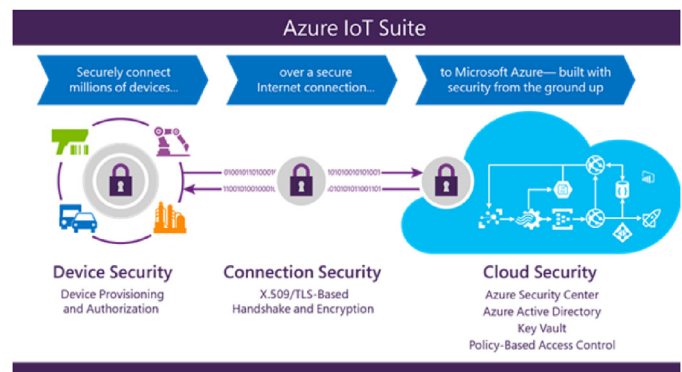 Azure IoT Suite
Securely connect
millions of devices...
over a secure
Internet connection...
to Microsoft Azure— built with
security from the ground up
Device Security
Device Provisioning
and Authorization
Connection Security
X.509/TLS-Based
Handshake and Encryption
Cloud Security
Azure Security Center
Azure Active Directory
Key Vault
Policy-Based Access Control